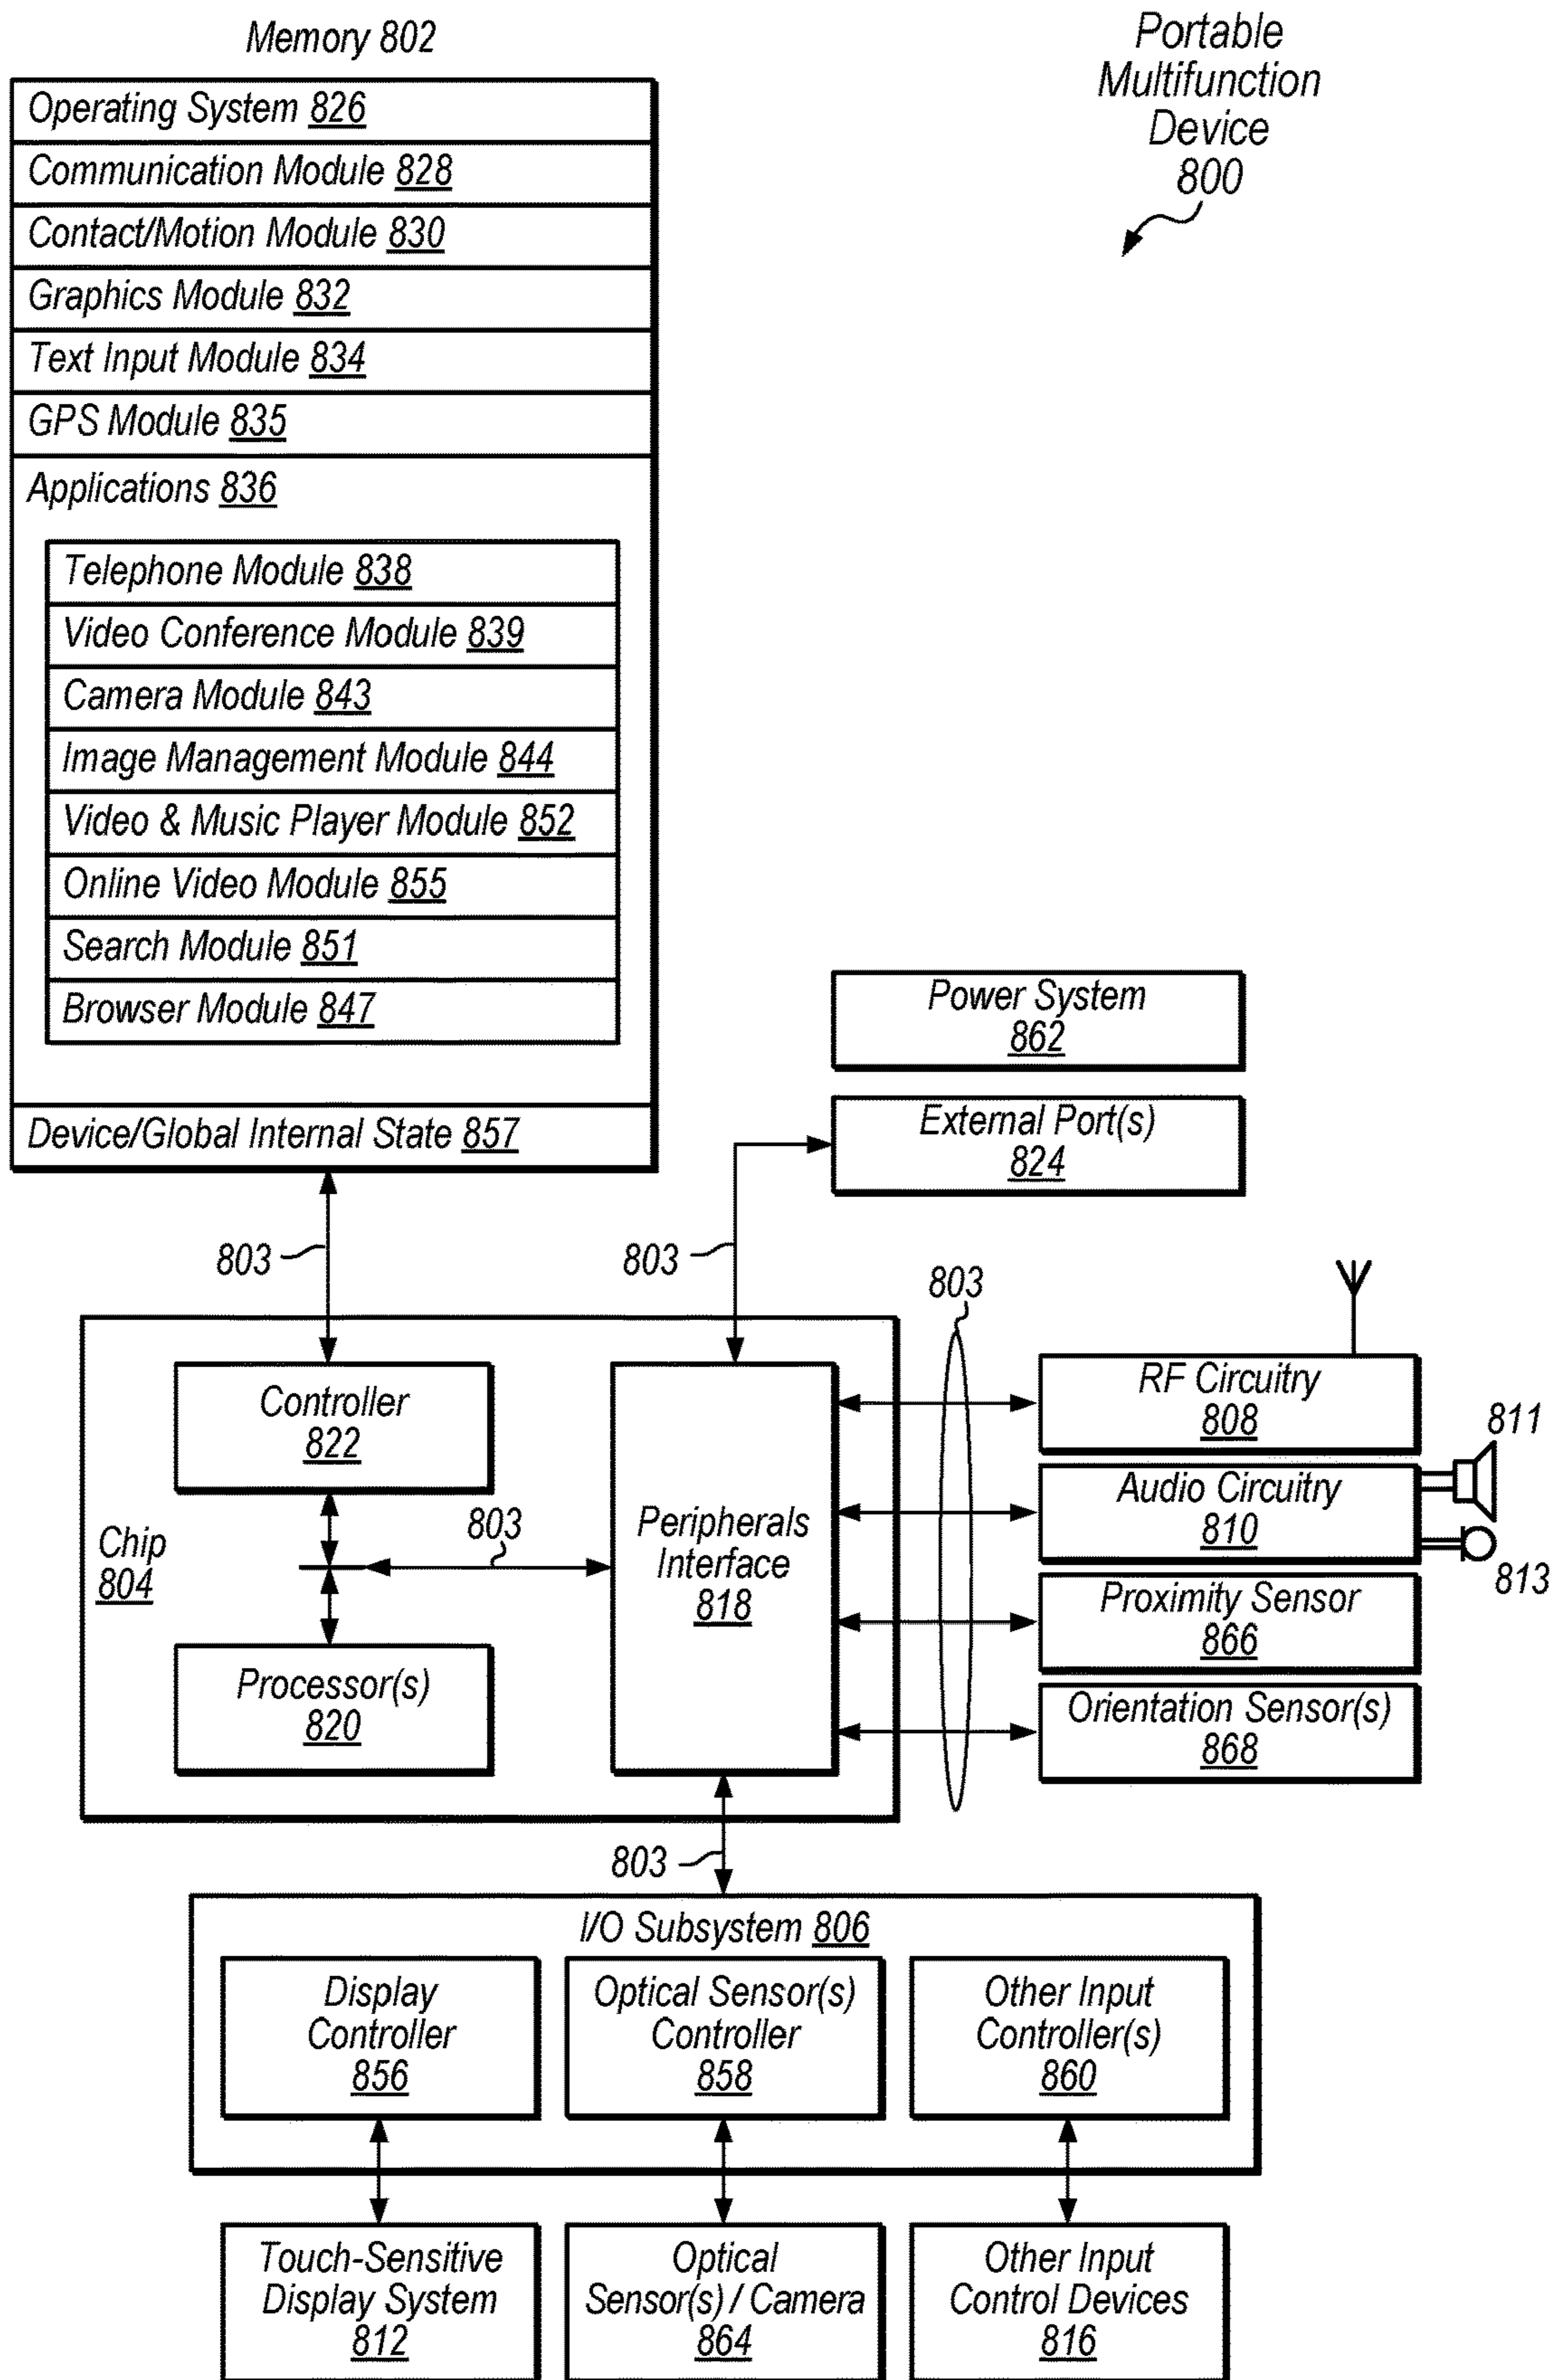 Memory 802
Portable
Multifunction
Device
800
Operating System 826
Communication Module 828
Contact/Motion Module 830
Graphics Module 832
Text Input Module 834
GPS Module 835
Applications 836
Telephone Module 838
Video Conference Module 839
Camera Module 843
Image Management Module 844
Video & Music Player Module 852
Online Video Module 855
Search Module 851
Browser Module 847
Device/Global Internal State 857
Power System
862
External Port(s)
824
803
803
803
Chip
804
Controller
822
803
Processor(s)
820
Peripherals
Interface
818
RF Circuitry
808
Audio Circuitry
810
811
813
Proximity Sensor
866
Orientation Sensor(s)
868
803
I/O Subsystem 806
Display
Controller
856
Optical Sensor(s)
Controller
858
Other Input
Controller(s)
860
Touch-Sensitive
Display System
812
Optical
Sensor(s) / Camera
864
Other Input
Control Devices
816